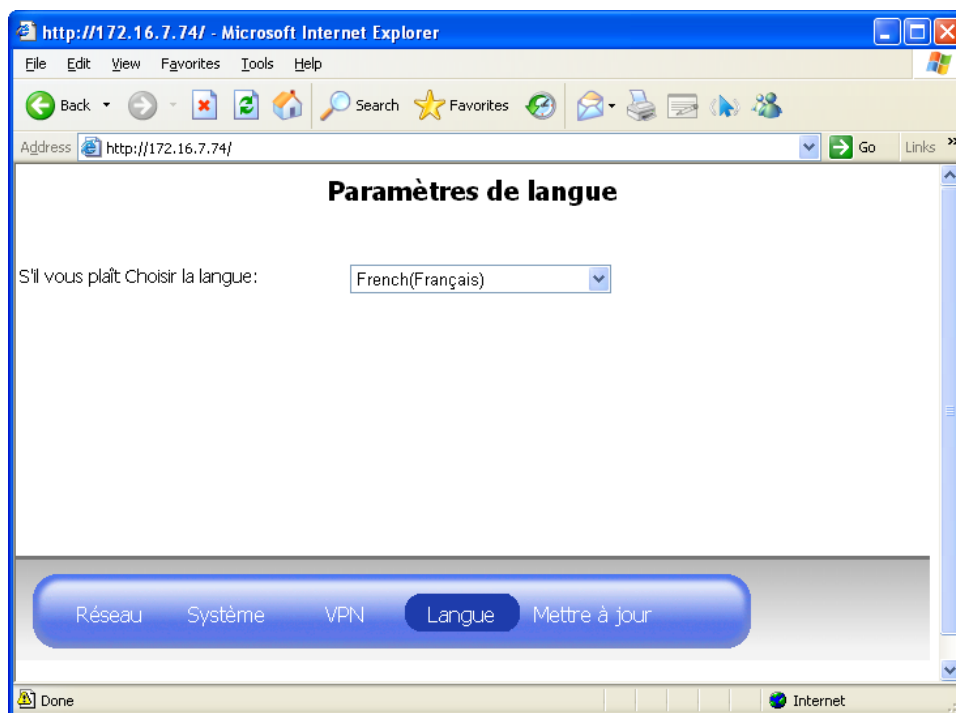 http://172.16.7.74/ - Microsoft Internet Explorer
File Edit View Favorites Tools Help
Back Search Favorites
Address http://172.16.7.74/ Go Links »
Paramètres de langue
S'il vous plaît Choisir la langue: French(Français)
Réseau Système VPN Langue Mettre à jour
Done Internet